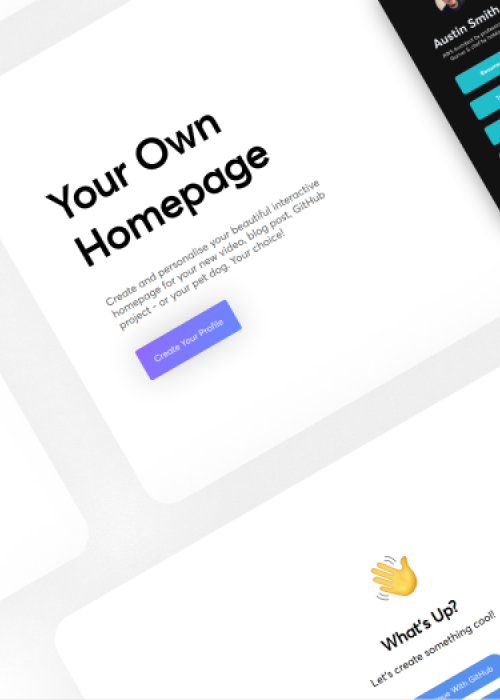 Your Own
Homepage
Create and personalise your beautiful interactive
homepage for your new video, blog post, GitHub
project - or your pet dog. Your choice!
Create Your Profile
Austin Smith
Resume
What's Up?
Let's create something cool!
With GitHub